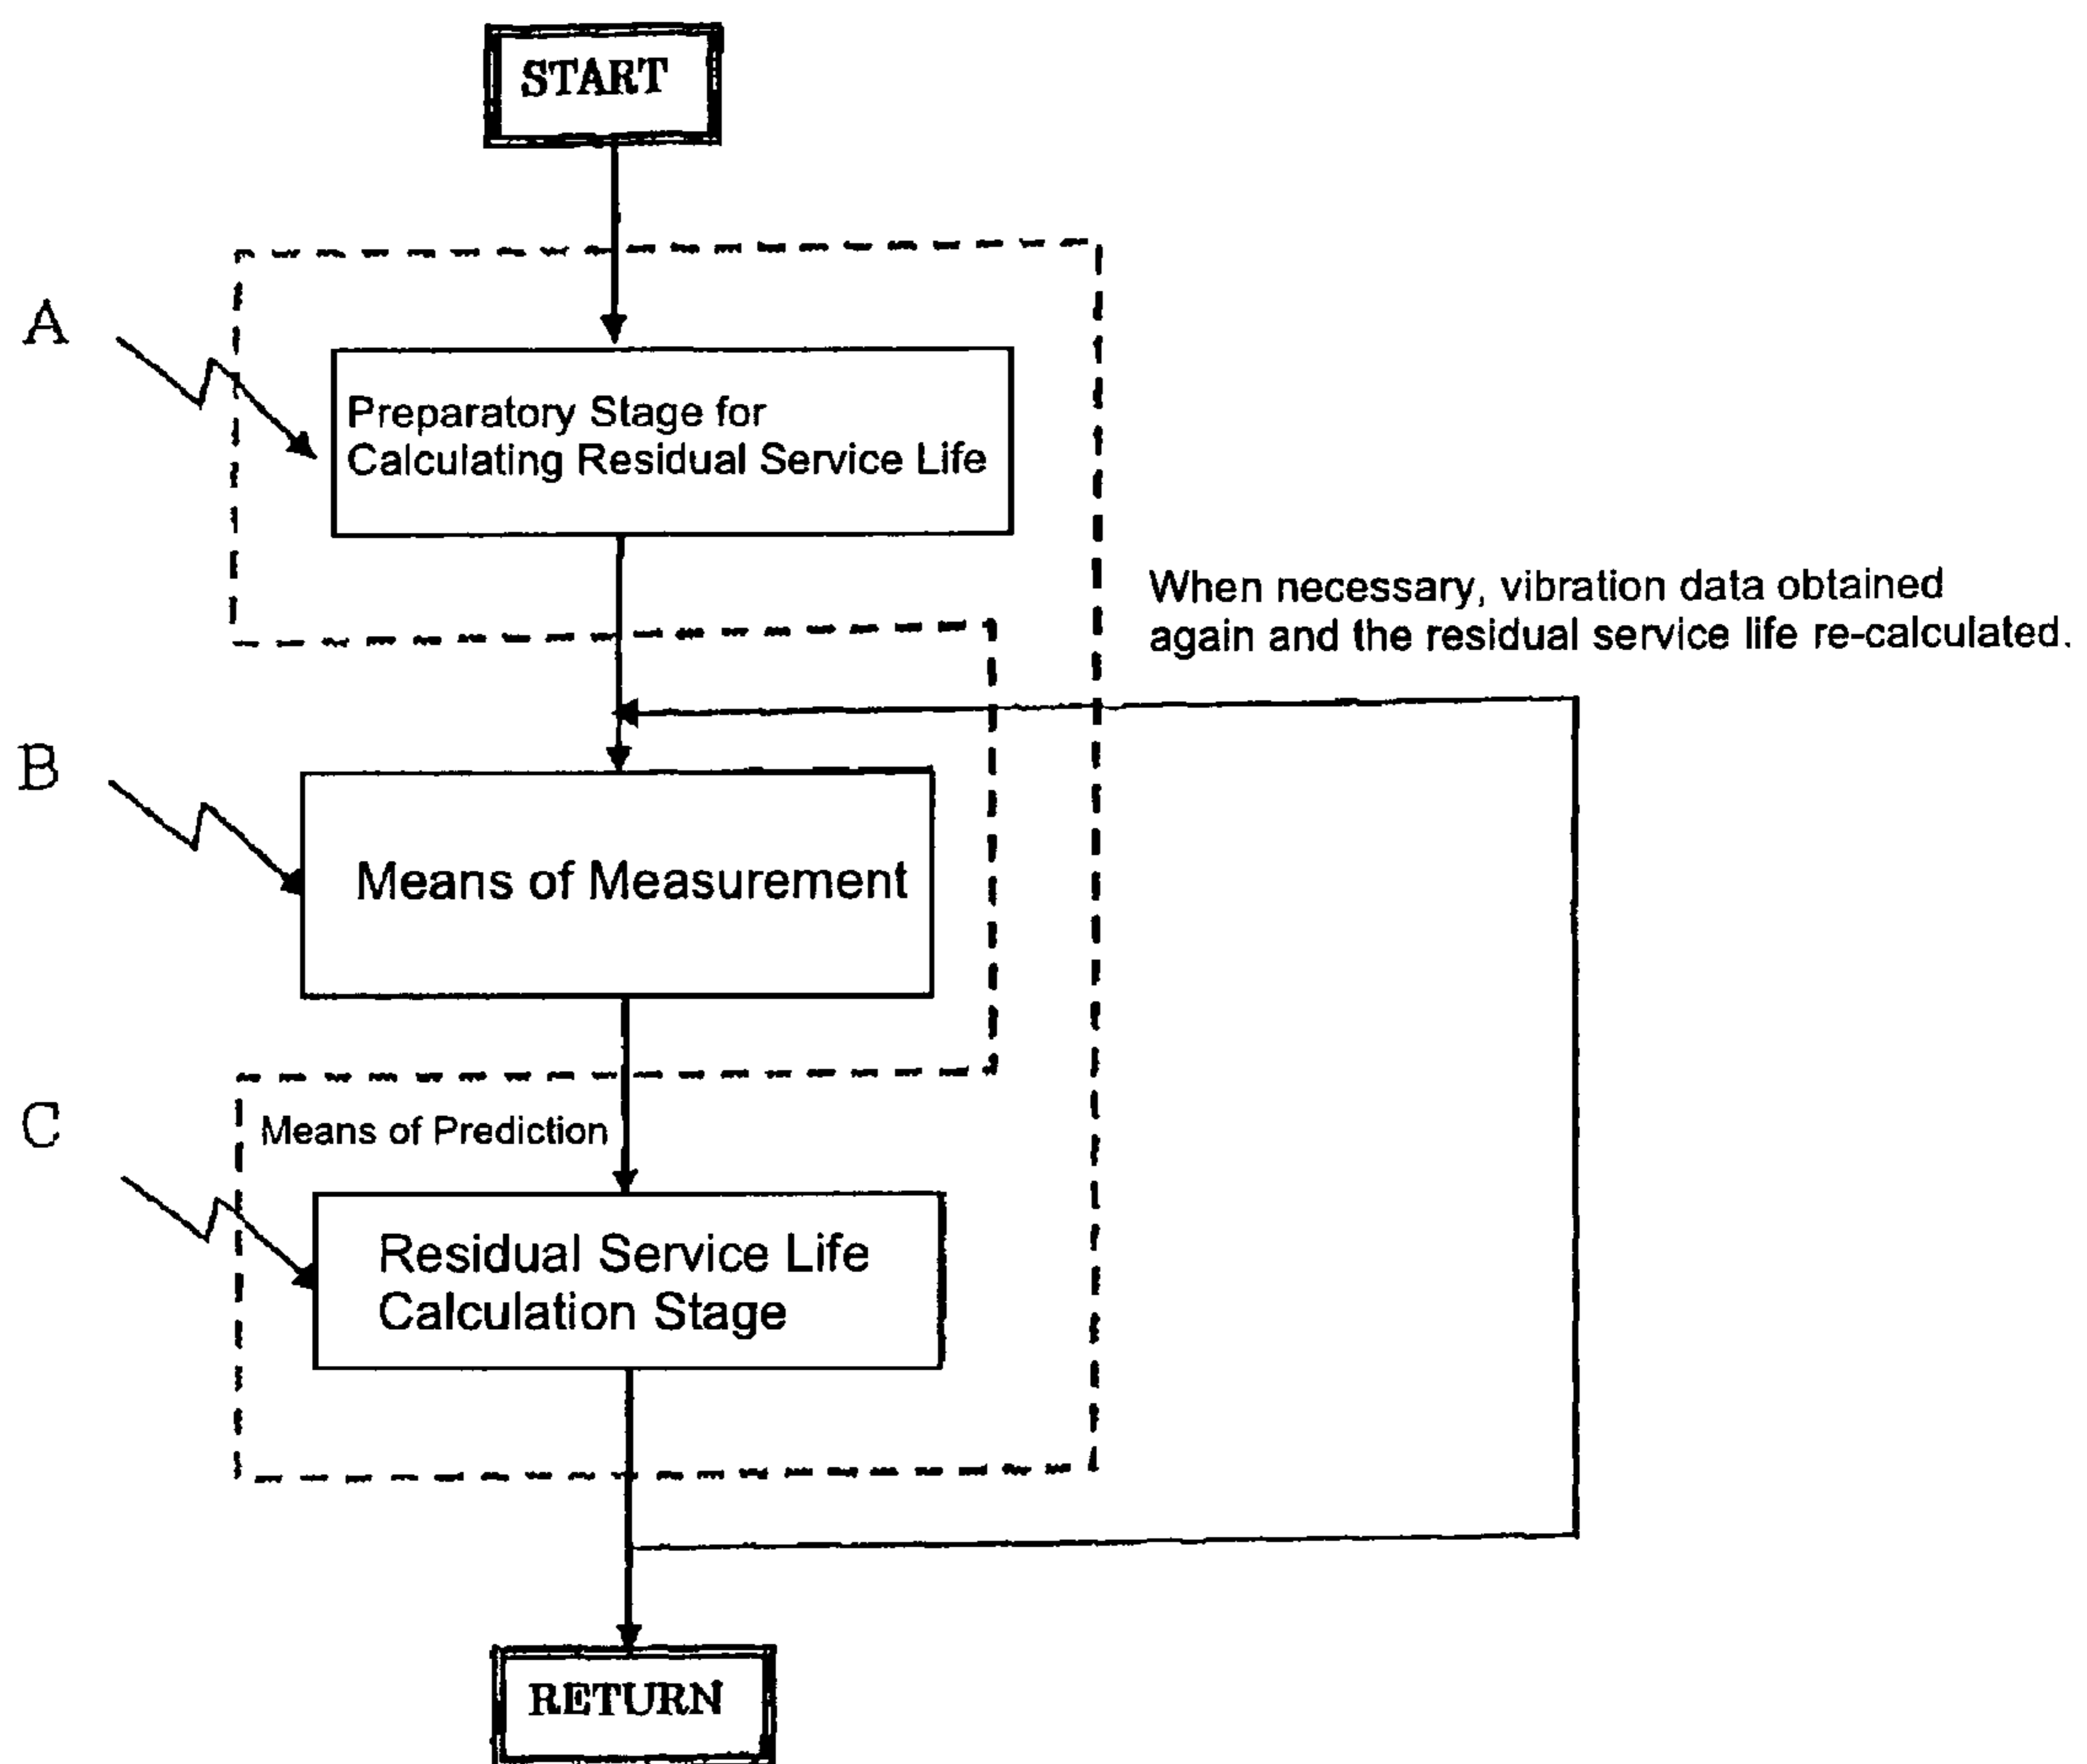 START
A
Preparatory Stage for
Calculating Residual Service Life
When necessary, vibration data obtained
again and the residual service life re-calculated.
B
Means of Measurement
C
Means of Prediction
Residual Service Life
Calculation Stage
RETURN